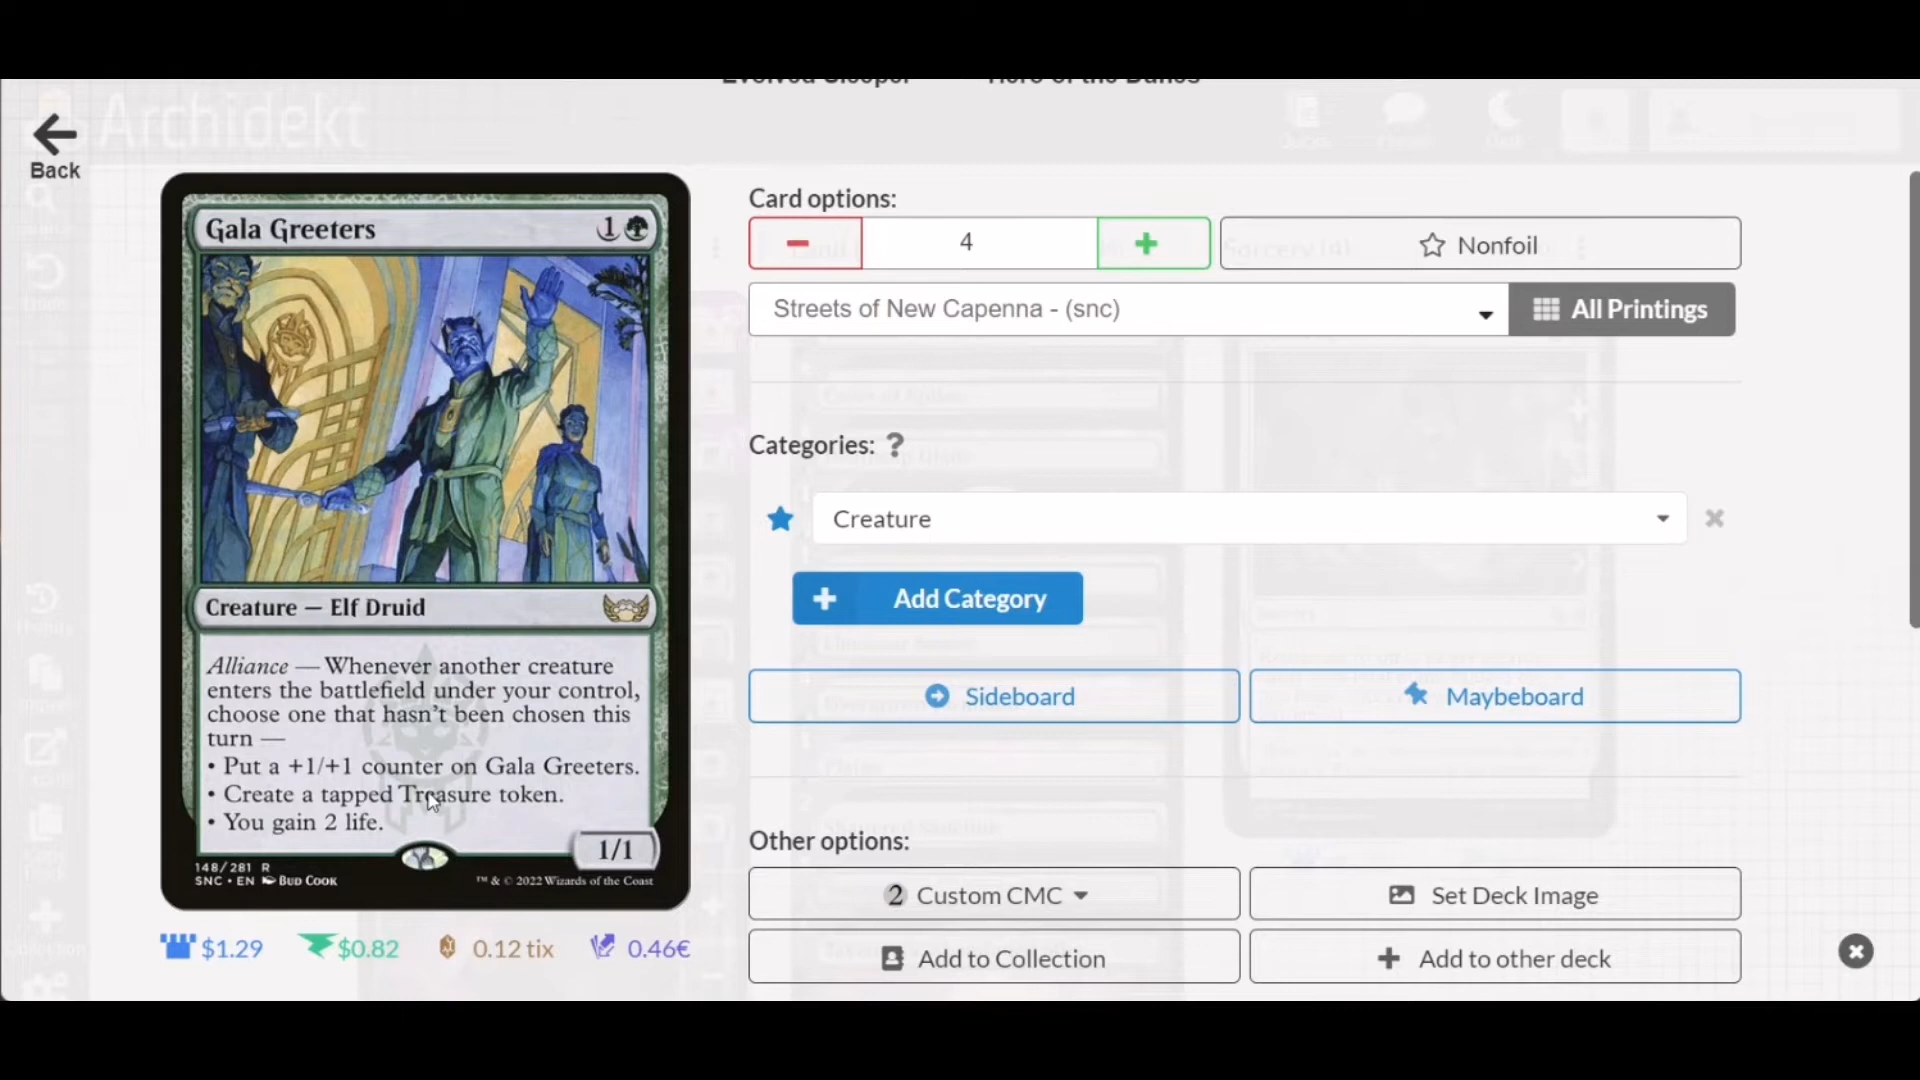 Archidekt
Back
Gala Greeters
1
Creature — Elf Druid
Alliance — Whenever another creature
enters the battlefield under your control,
choose one that hasn't been chosen this
turn —
• Put a +1/+1 counter on Gala Greeters.
• Create a tapped Treasure token.
• You gain 2 life.
1/1
148/281 R
SNC • EN BUD COOK
™ & © 2022 Wizards of the Coast
$1.29
$0.82
0.12 tix
0.46€
Card options:
4
Nonfoil
Streets of New Capenna - (snc)
All Printings
Categories: ?
Creature
Add Category
Sideboard
Maybeboard
Other options:
2 Custom CMC
Set Deck Image
Add to Collection
Add to other deck